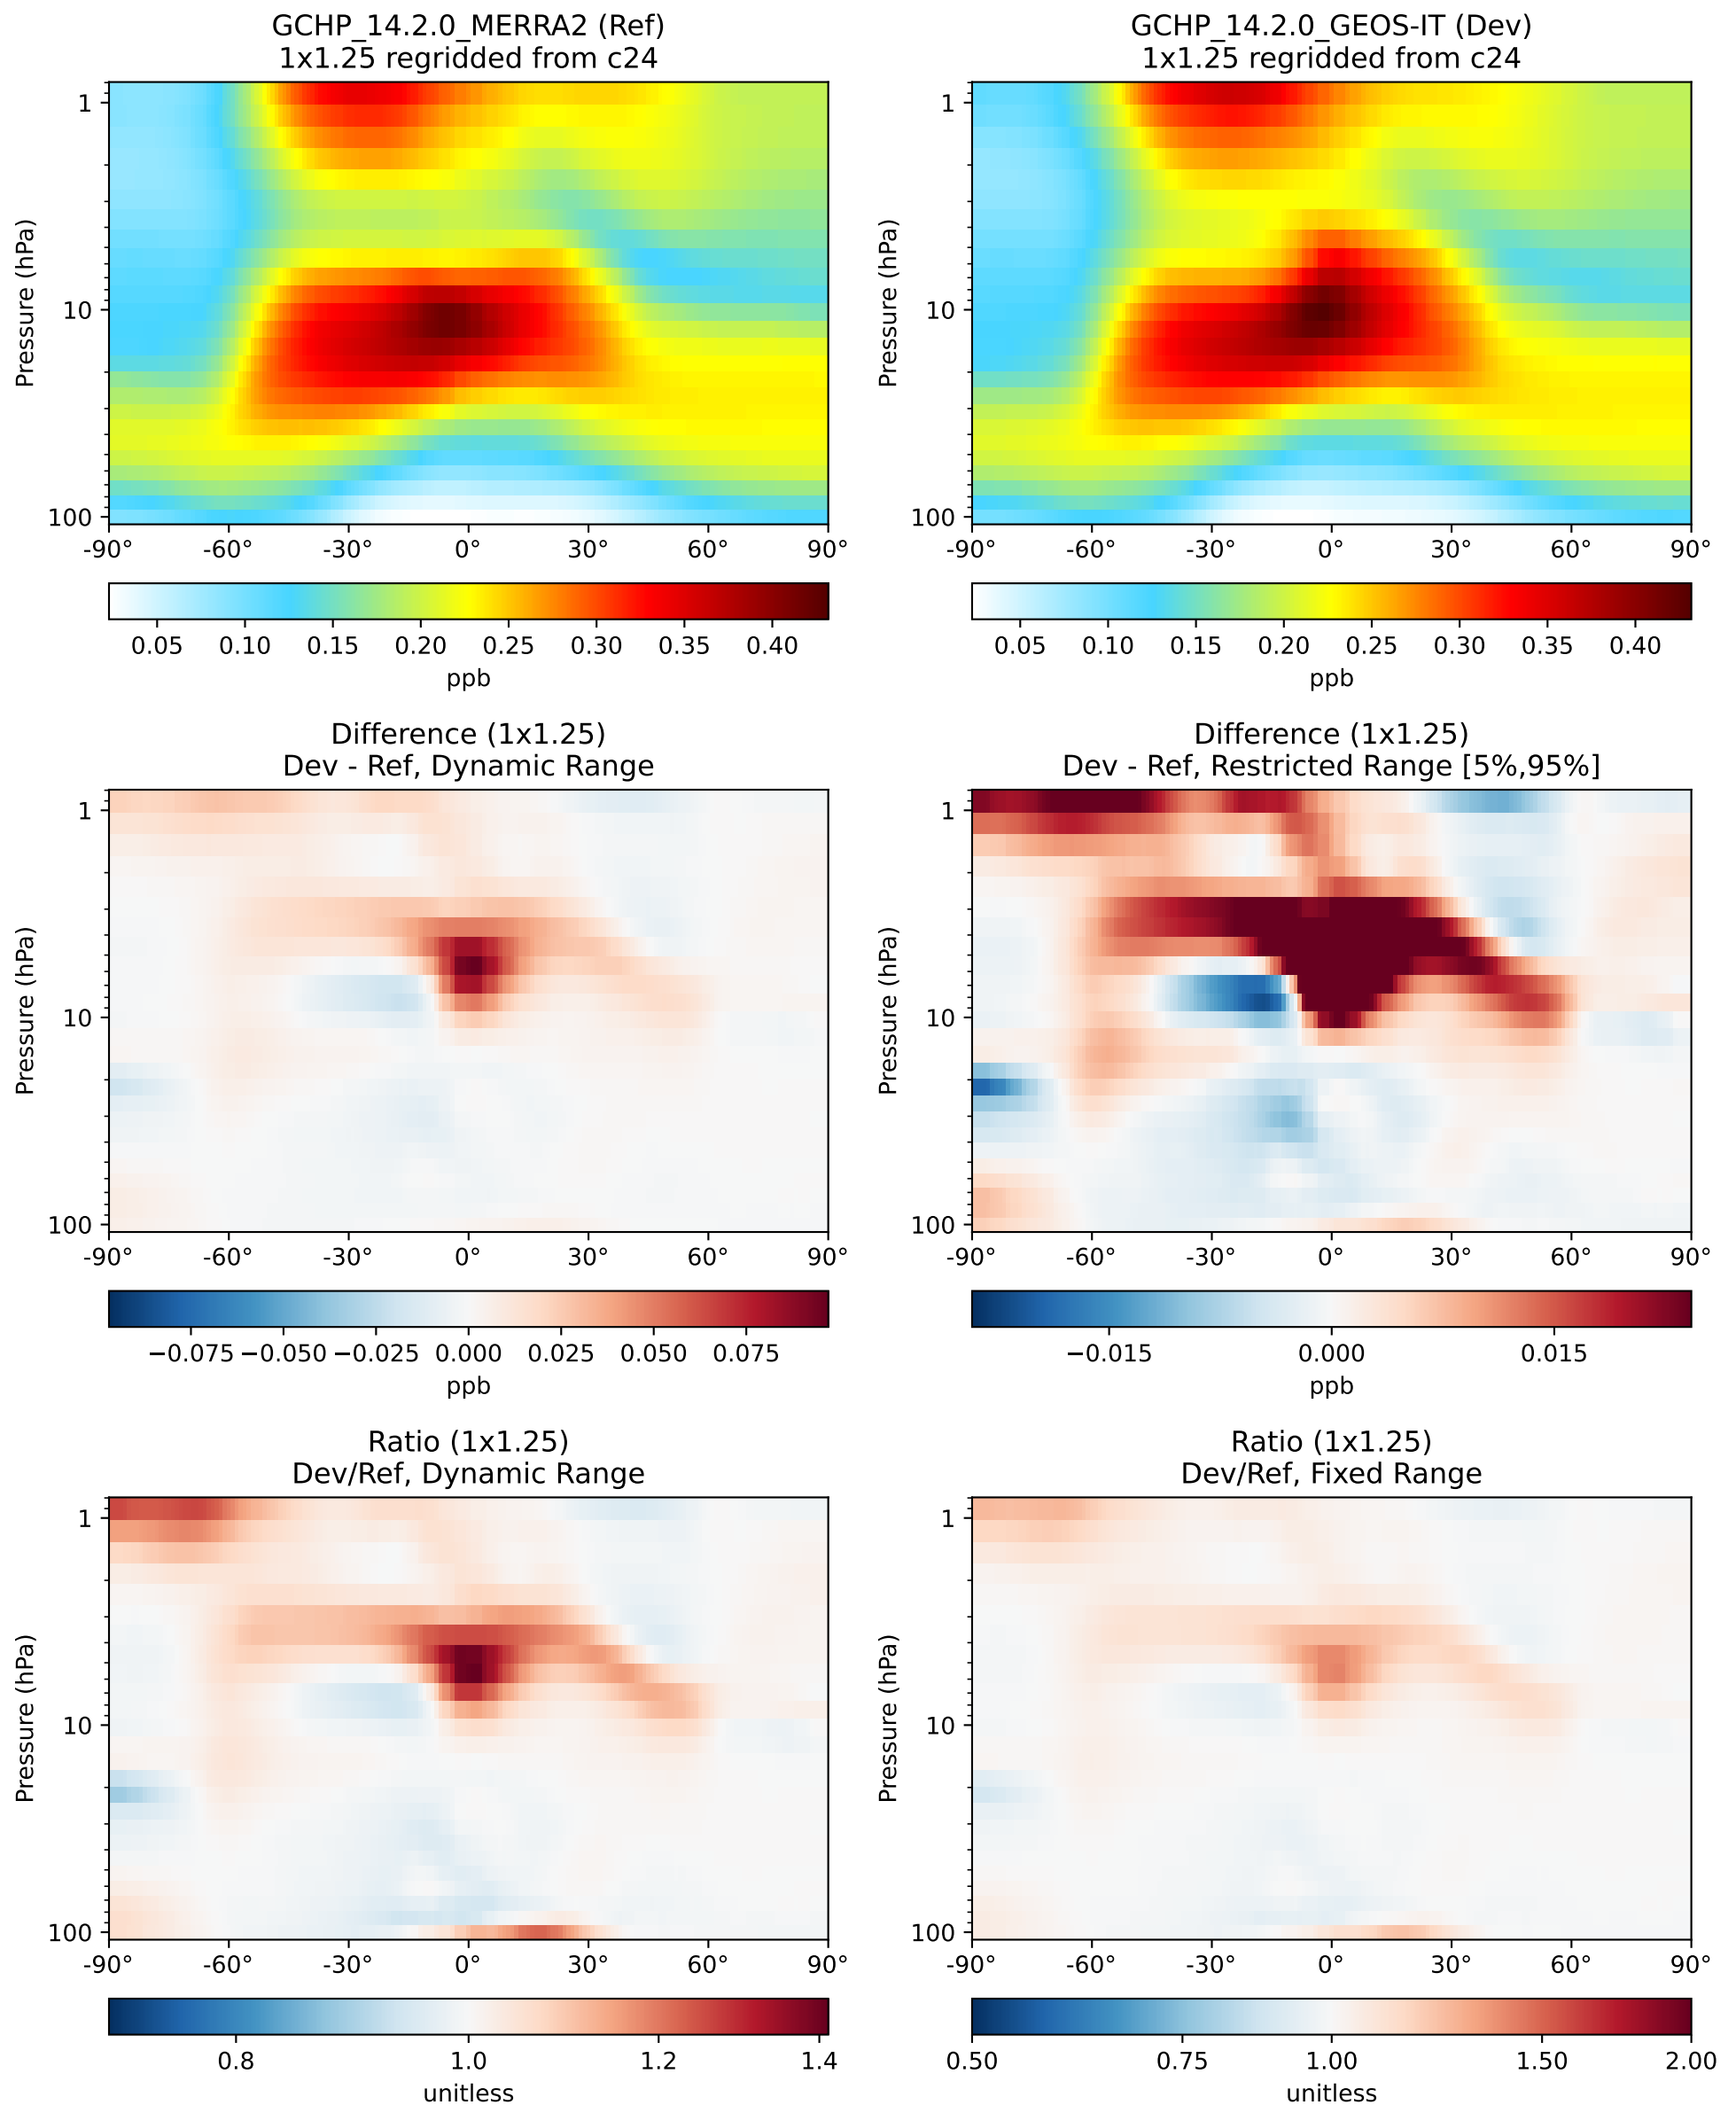 GCHP_14.2.0_MERRA2 (Ref)
1x1.25 regridded from c24
Pressure (hPa)
1
10
100
-90° -60° -30° 0° 30° 60° 90°
0.05 0.10 0.15 0.20 0.25 0.30 0.35 0.40
ppb
GCHP_14.2.0_GEOS-IT (Dev)
1x1.25 regridded from c24
Pressure (hPa)
1
10
100
-90° -60° -30° 0° 30° 60° 90°
0.05 0.10 0.15 0.20 0.25 0.30 0.35 0.40
ppb
Difference (1x1.25)
Dev - Ref, Dynamic Range
Pressure (hPa)
1
10
100
-90° -60° -30° 0° 30° 60° 90°
−0.075 −0.050 −0.025 0.000 0.025 0.050 0.075
ppb
Difference (1x1.25)
Dev - Ref, Restricted Range [5%,95%]
Pressure (hPa)
1
10
100
-90° -60° -30° 0° 30° 60° 90°
−0.015 0.000 0.015
ppb
Ratio (1x1.25)
Dev/Ref, Dynamic Range
Pressure (hPa)
1
10
100
-90° -60° -30° 0° 30° 60° 90°
0.8 1.0 1.2 1.4
unitless
Ratio (1x1.25)
Dev/Ref, Fixed Range
Pressure (hPa)
1
10
100
-90° -60° -30° 0° 30° 60° 90°
0.50 0.75 1.00 1.50 2.00
unitless